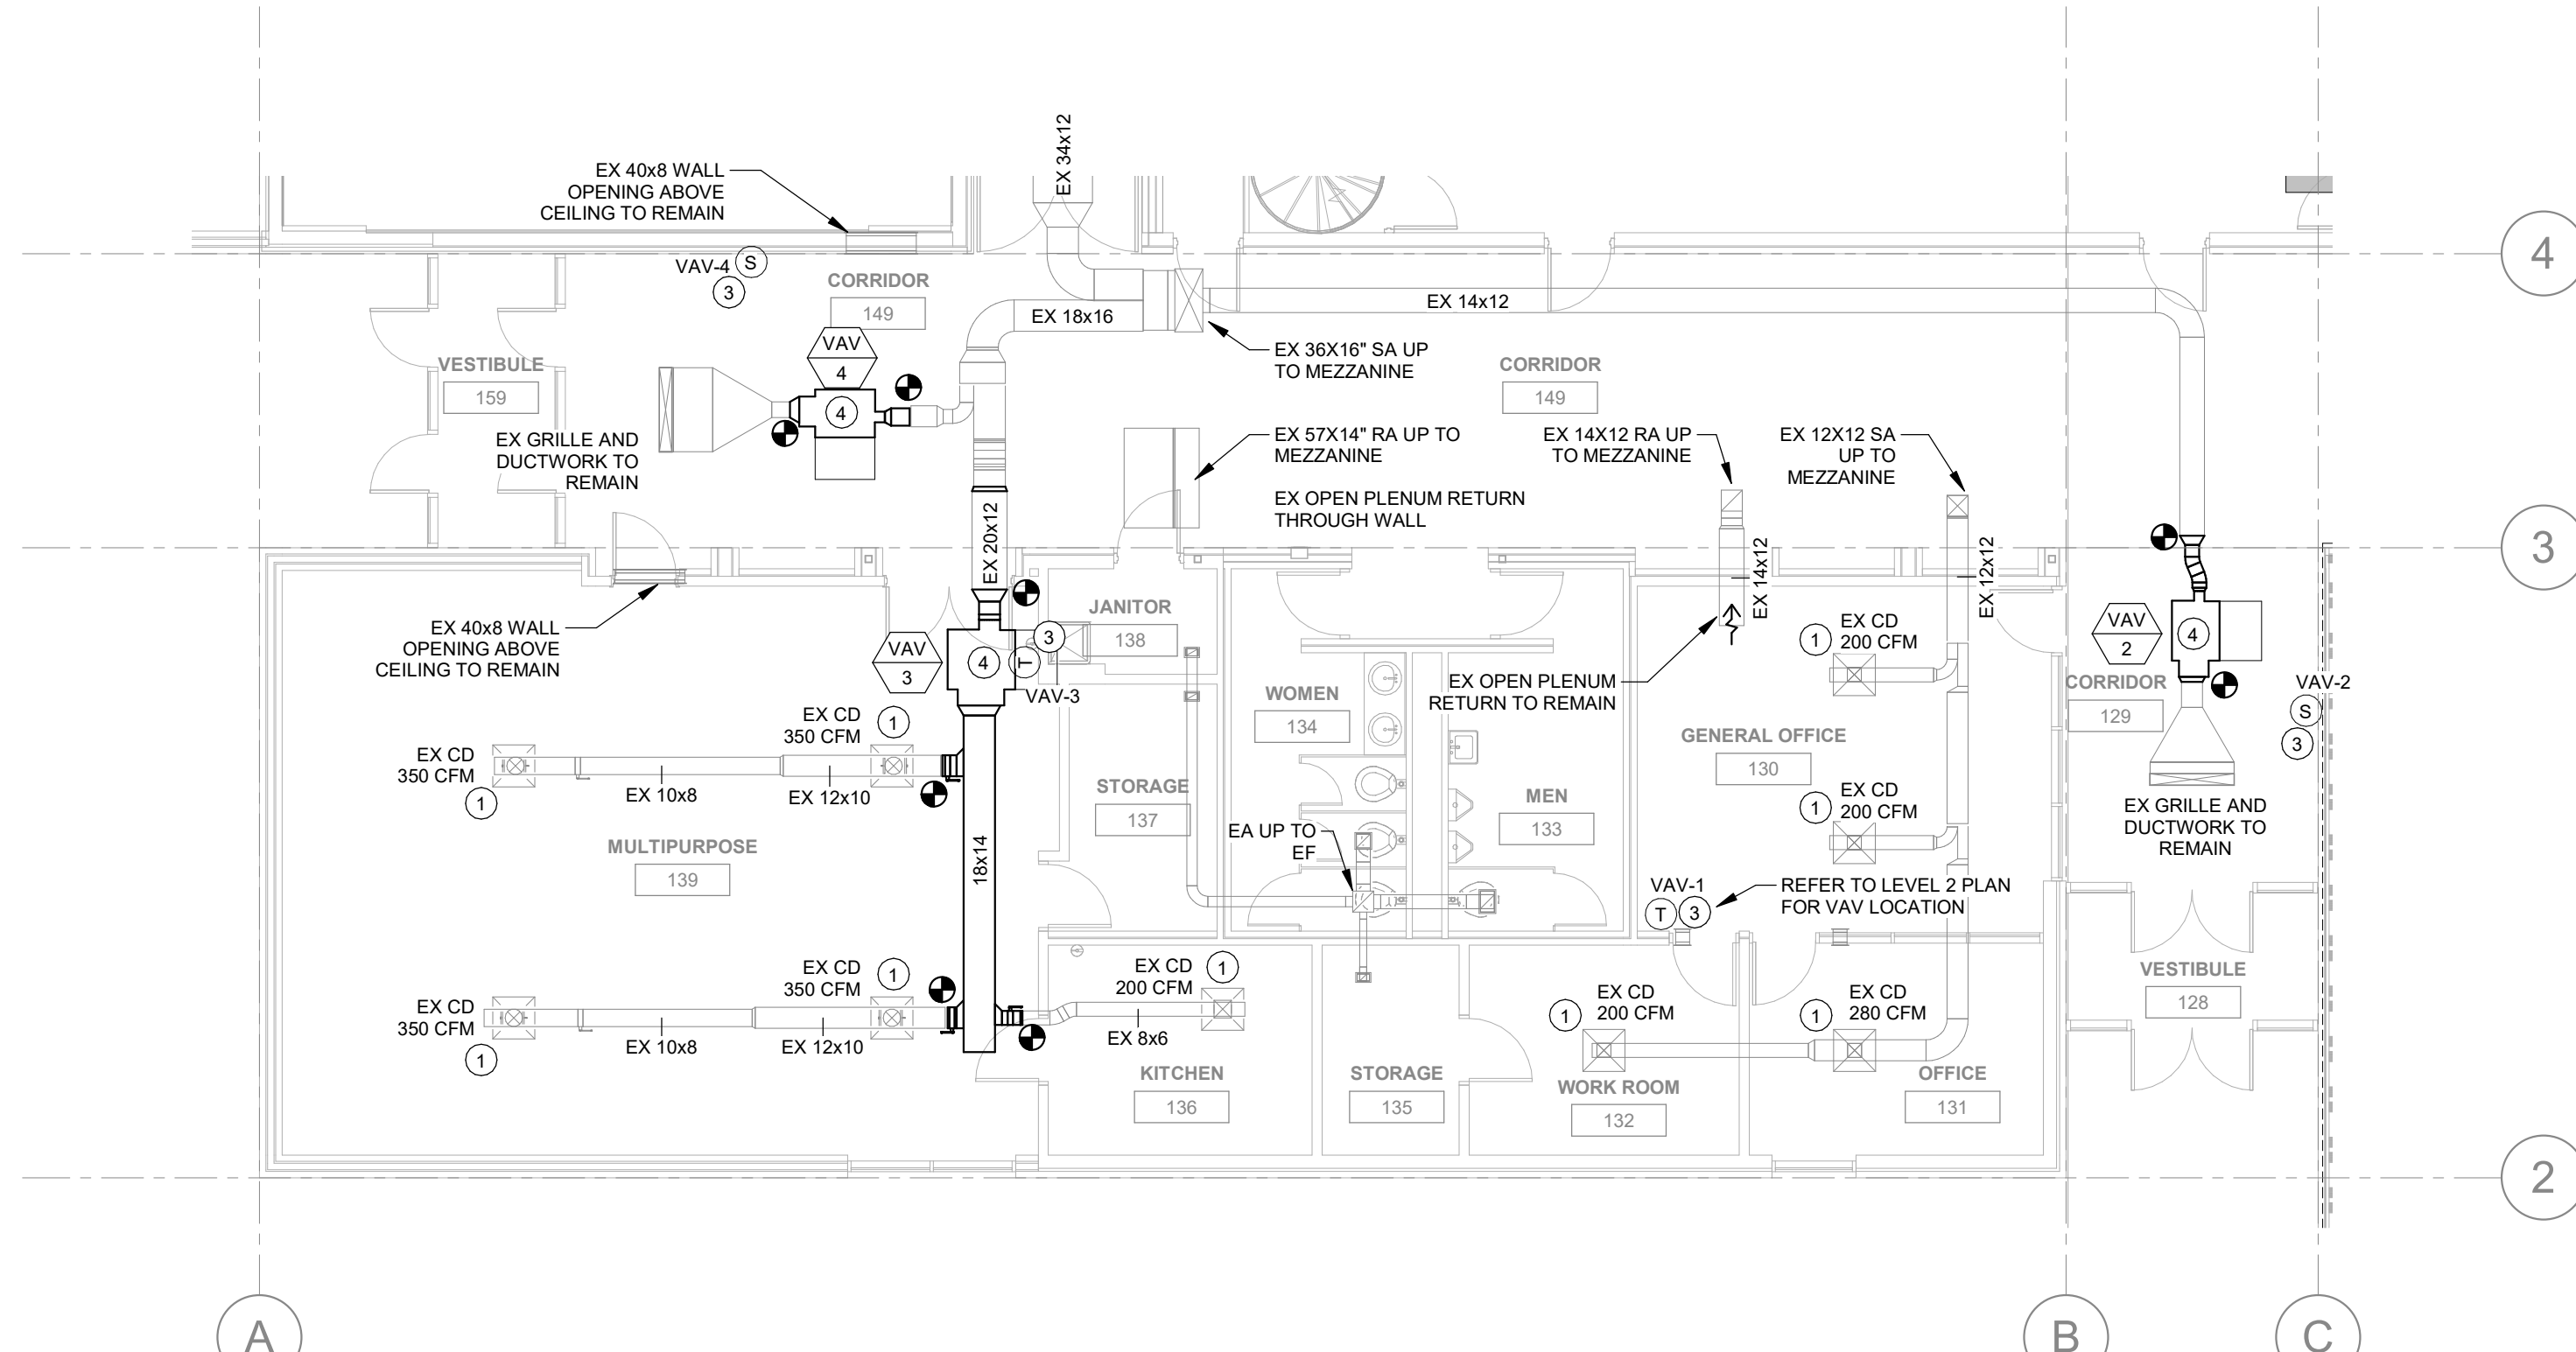 EX 34x12
EX 40x8 WALL
OPENING ABOVE
CEILING TO REMAIN
4
VAV-4
S
3
CORRIDOR
149
EX 18x16
EX 14x12
VAV
4
4
VESTIBULE
159
EX 36X16" SA UP
TO MEZZANINE
CORRIDOR
149
EX GRILLE AND
DUCTWORK TO
REMAIN
EX 57X14" RA UP TO
MEZZANINE
EX 14X12 RA UP
TO MEZZANINE
EX 12X12 SA
UP TO
MEZZANINE
EX OPEN PLENUM RETURN
THROUGH WALL
EX 20x12
3
EX 14x12
EX 12x12
EX 40x8 WALL
OPENING ABOVE
CEILING TO REMAIN
VAV
3
4
T
3
VAV-3
JANITOR
138
EX CD
200 CFM
1
VAV
2
4
WOMEN
134
EX OPEN PLENUM
RETURN TO REMAIN
CORRIDOR
129
VAV-2
S
3
EX CD
350 CFM
1
EX CD
350 CFM
1
EX 10x8
EX 12x10
GENERAL OFFICE
130
STORAGE
137
MEN
133
EX CD
200 CFM
1
EX GRILLE AND
DUCTWORK TO
REMAIN
MULTIPURPOSE
139
18x14
EA UP TO
EF
VAV-1
T
3
REFER TO LEVEL 2 PLAN
FOR VAV LOCATION
EX CD
350 CFM
1
EX CD
350 CFM
1
EX 10x8
EX 12x10
EX CD
200 CFM
1
EX 8x6
EX CD
200 CFM
1
EX CD
280 CFM
1
VESTIBULE
128
KITCHEN
136
STORAGE
135
WORK ROOM
132
OFFICE
131
2
A
B
C